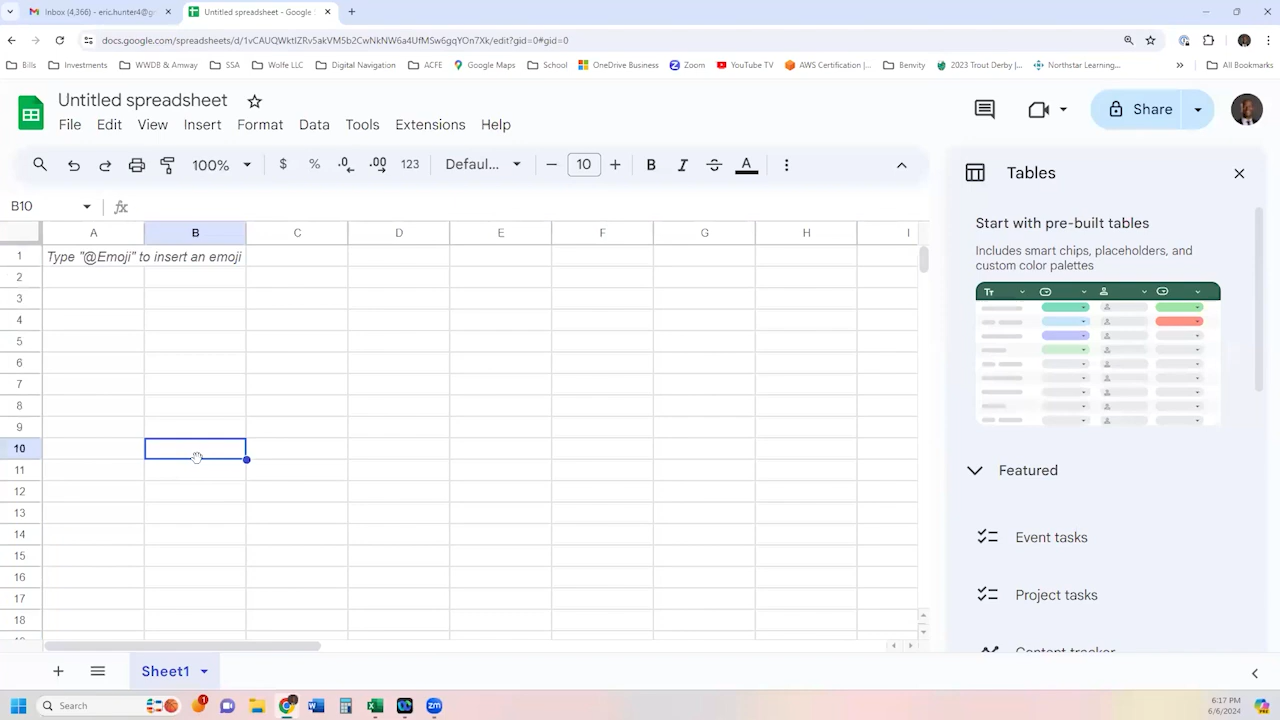 Inbox (4,366) - eric.hunter4@g
Untitled spreadsheet - Google
docs.google.com/spreadsheets/d/1vCAUQWktIZRv5akVM5b2CwNkNW6a4UfMSw6gqYOn7Xk/edit?gid=0#gid=0
Bills
Investments
WWDB & Amway
SSA
Wolfe LLC
Digital Navigation
ACFE
Google Maps
School
OneDrive Business
Zoom
YouTube TV
AWS Certification |...
Benvity
2023 Trout Derby |...
Northstar Learning...
All Bookmarks
Untitled spreadsheet
File Edit View Insert Format Data Tools Extensions Help
Share
100% $ % .0 .00 123 Defaul... 10 B I A
B10 fx
A B C D E F G H I
1 Type "@Emoji" to insert an emoji
2
3
4
5
6
7
8
9
10
11
12
13
14
15
16
17
18
Tables
Start with pre-built tables
Includes smart chips, placeholders, and
custom color palettes
Featured
Event tasks
Project tasks
Content tracker
Sheet1
Search
6:17 PM
6/6/2024